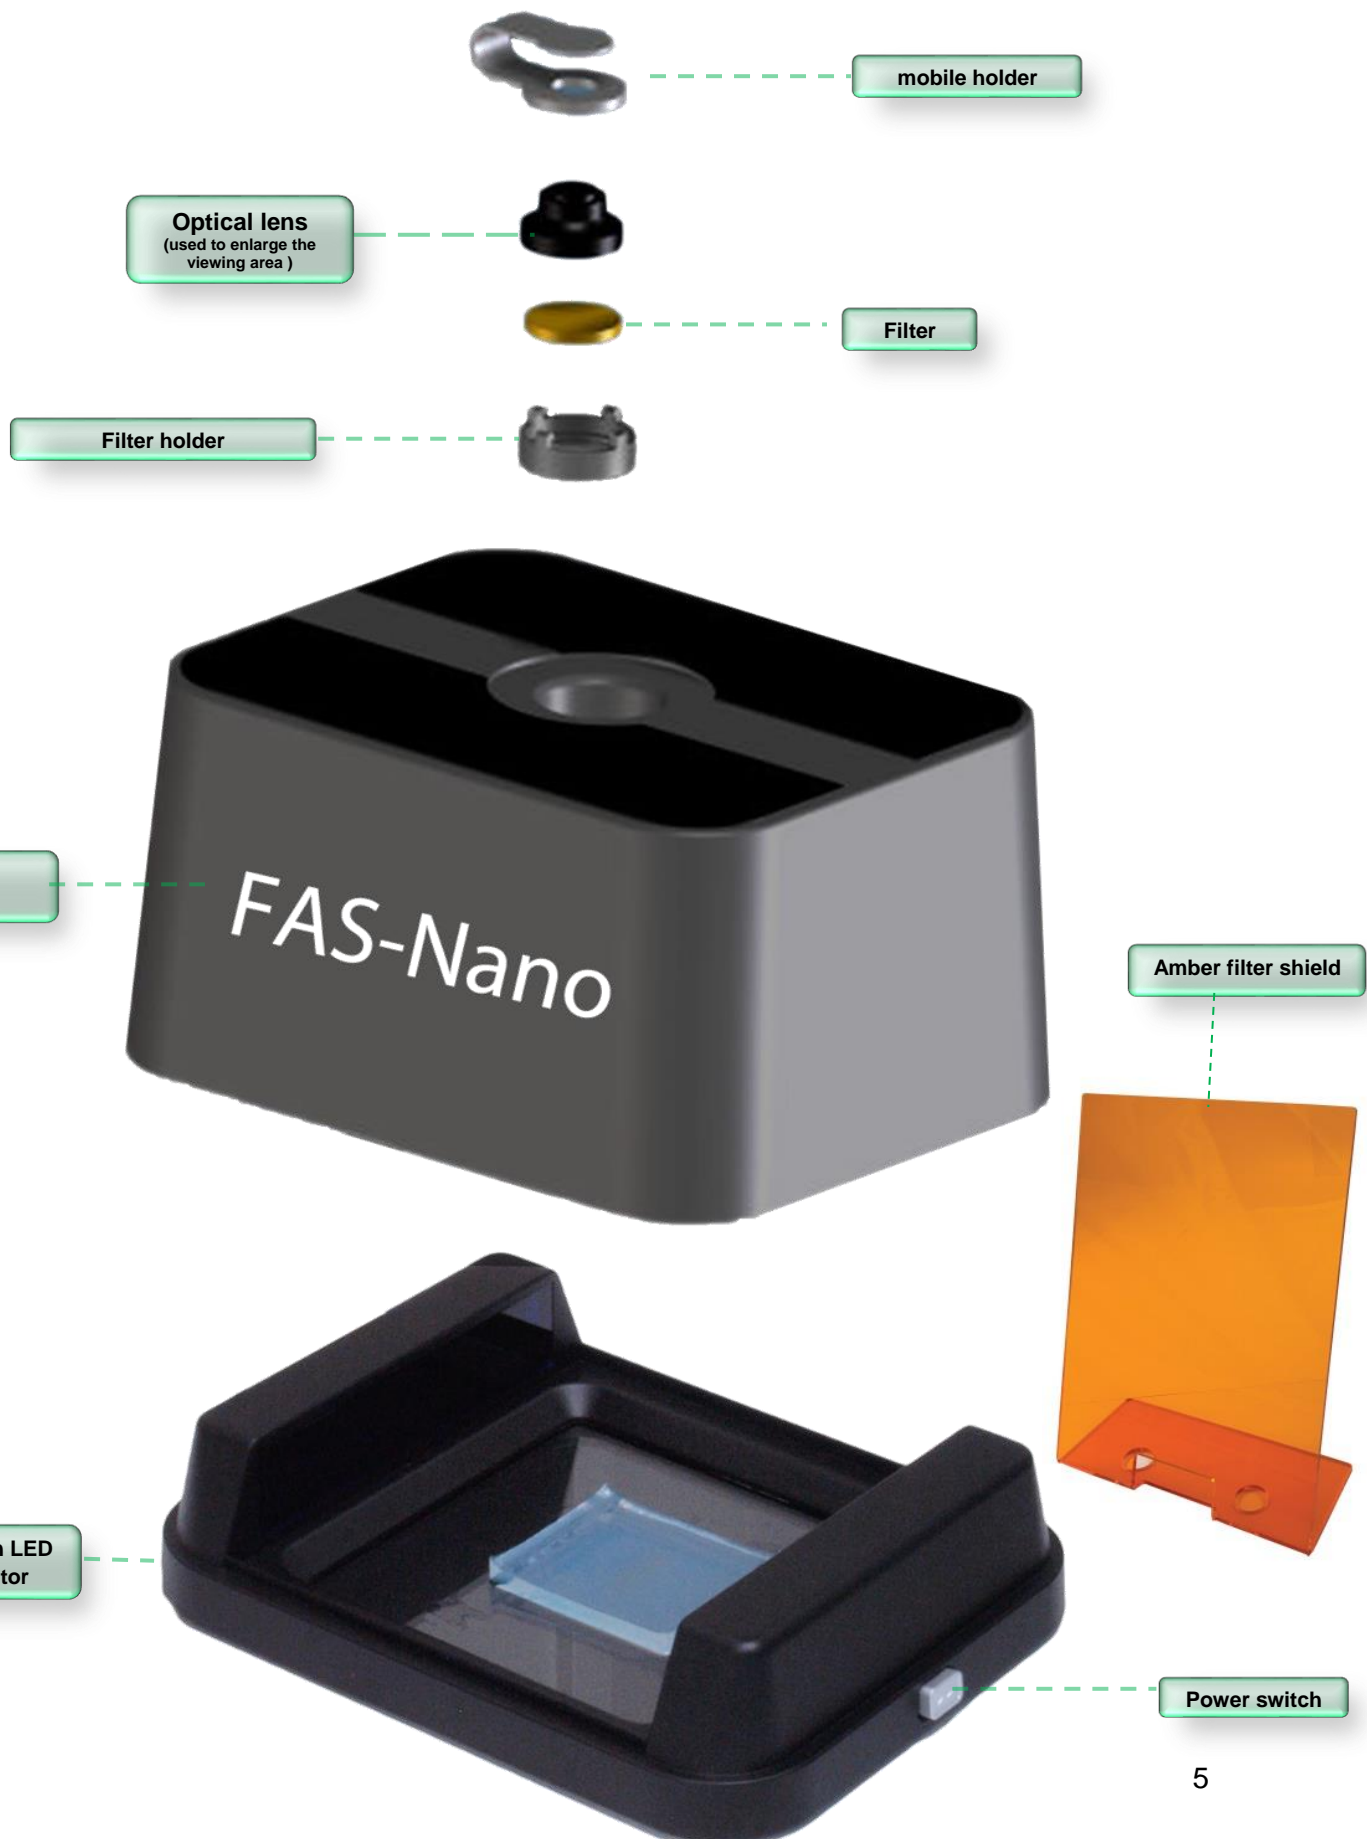 mobile holder
Optical lens
(used to enlarge the
viewing area )
Filter
Filter holder
FAS-Nano
Amber filter shield
LED
Power switch
5